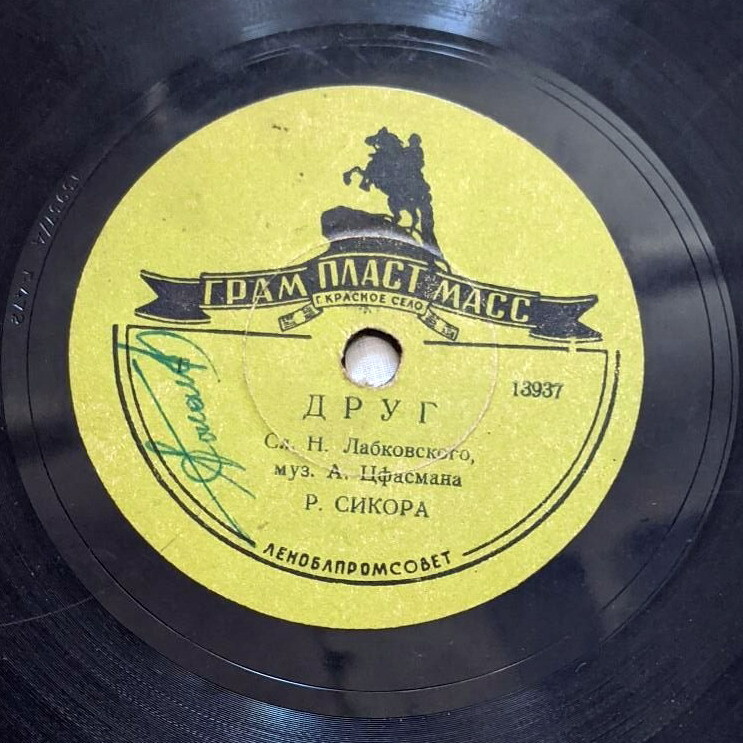 ГРАМ ПЛАСТ МАСС
Г. КРАСНОЕ СЕЛО
13937
ДРУГ
Сл. Н. Лабковского,
муз. А. Цфасмана
Р. СИКОРА
ЛЕНОБЛПРОМСОВЕТ